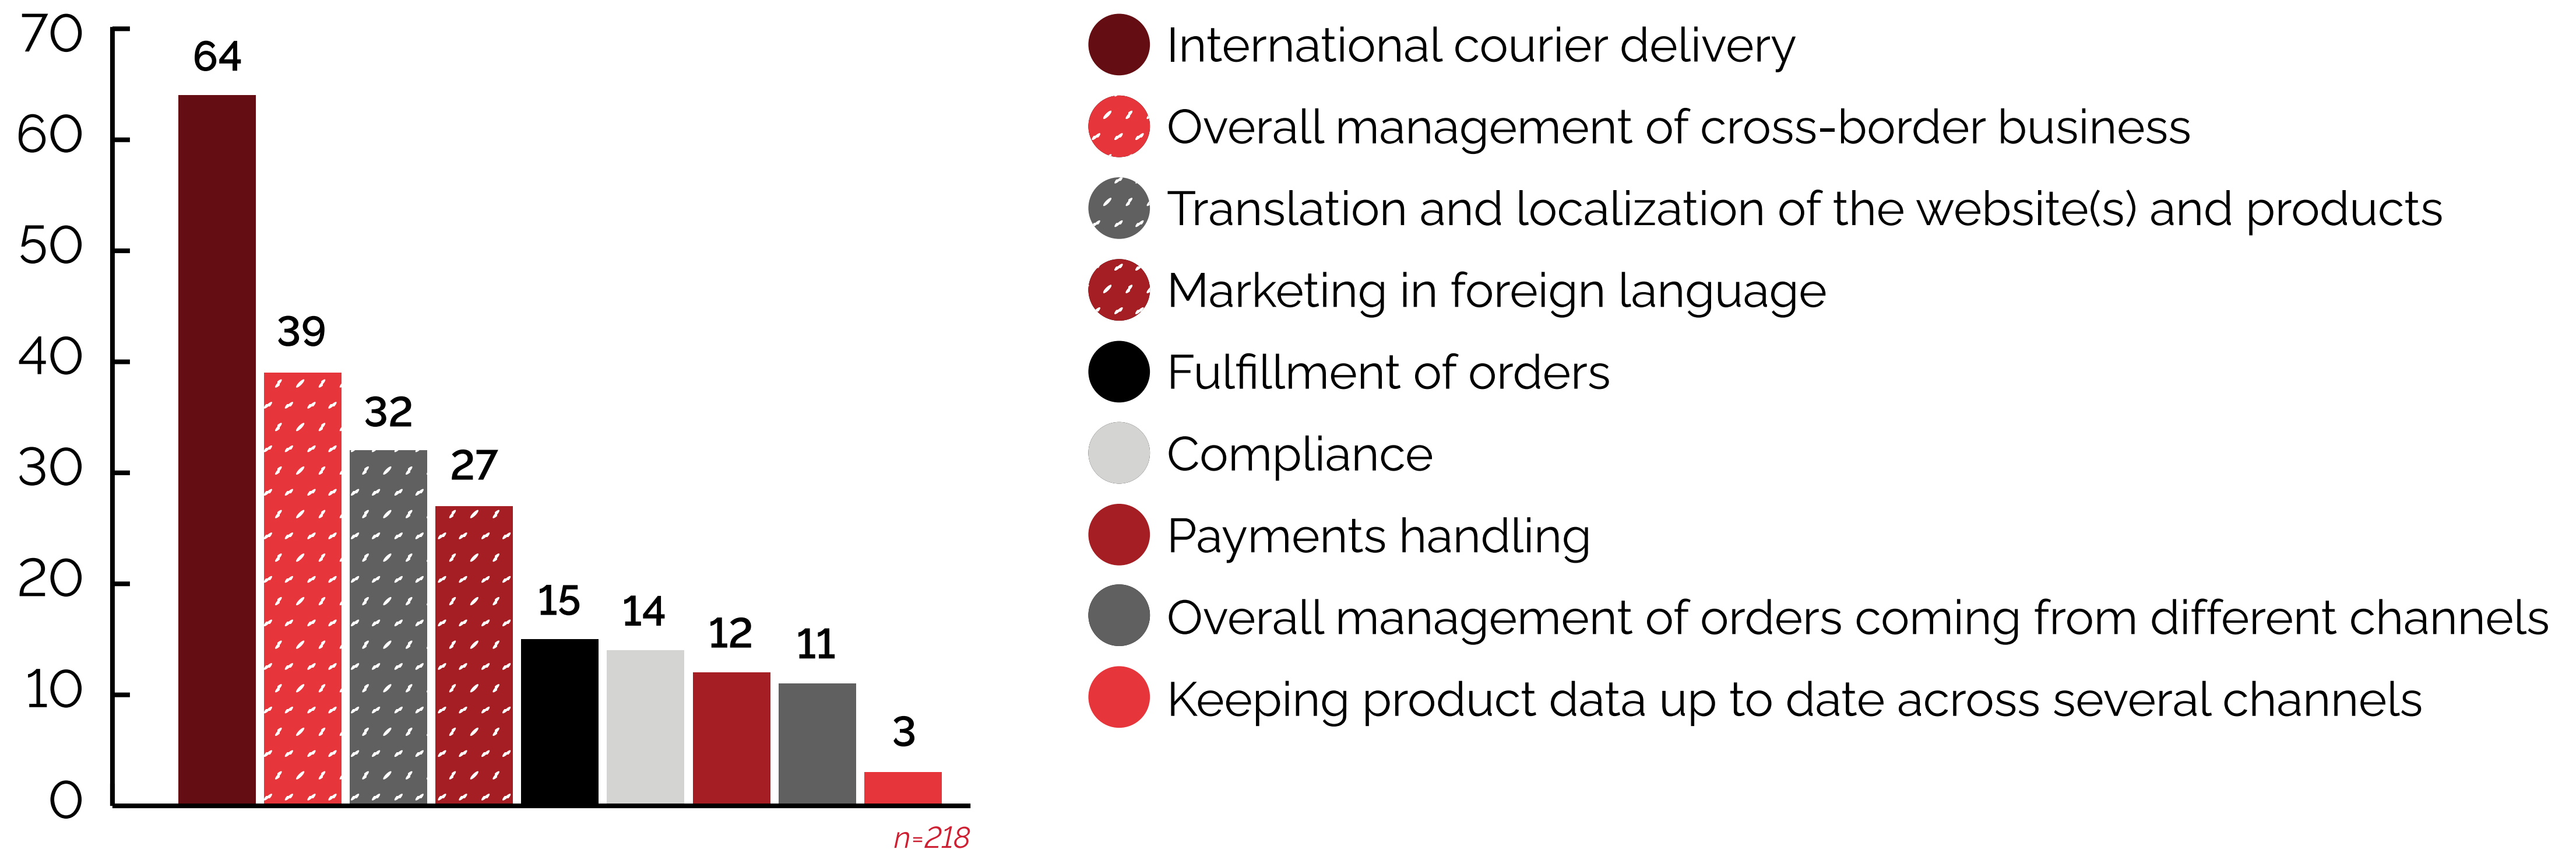 70
60
50
40
30
20
10
0
64
39
32
27
15
14
12
11
3
n=218
International courier delivery
Overall management of cross-border business
Translation and localization of the website(s) and products
Marketing in foreign language
Fulfillment of orders
Compliance
Payments handling
Overall management of orders coming from different channels
Keeping product data up to date across several channels